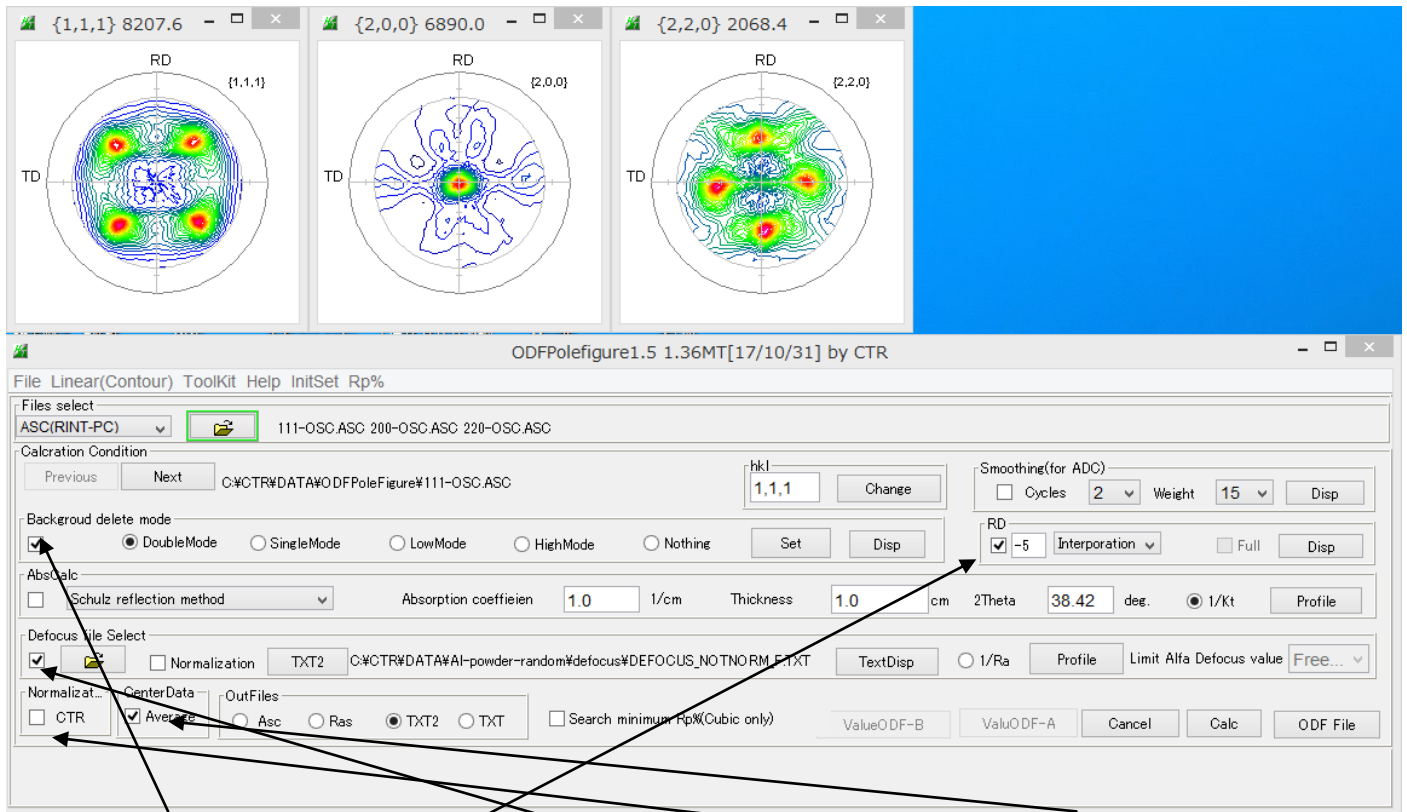 {1,1,1} 8207.6
RD
{1,1,1}
TD
{2,0,0} 6890.0
RD
{2,0,0}
TD
{2,2,0} 2068.4
RD
{2,2,0}
TD
ODFPolefigure1.5 1.36MT[17/10/31] by CTR
File Linear(Contour) ToolKit Help InitSet Rp%
Files select
ASC(RINT-PC) 111-OSC.ASC 200-OSC.ASC 220-OSC.ASC
Calcration Condition
Previous Next C:¥CTR¥DATA¥ODFPoleFigure¥111-OSC.ASC
hkl
1,1,1 Change
Smoothing(for ADC)
Cycles 2 Weight 15 Disp
Backgroud delete mode
DoubleMode SingleMode LowMode HighMode Nothing Set Disp
RD
-5 Interporation Full Disp
AbsCalc
Schulz reflection method Absorption coeffieien 1.0 1/cm Thickness 1.0 cm 2Theta 38.42 deg. 1/Kt Profile
Defocus file Select
Normalization TXT2 C:¥CTR¥DATA¥Al-powder-random¥defocus¥DEFOCUS_NOTNORM_F.TXT TextDisp 1/Ra Profile Limit Alfa Defocus value Free...
Normalizat...
CTR
CenterData
Average
OutFiles
Asc Ras TXT2 TXT Search minimum Rp%(Cubic only) ValueODF-B ValuODF-A Cancel Calc ODF File